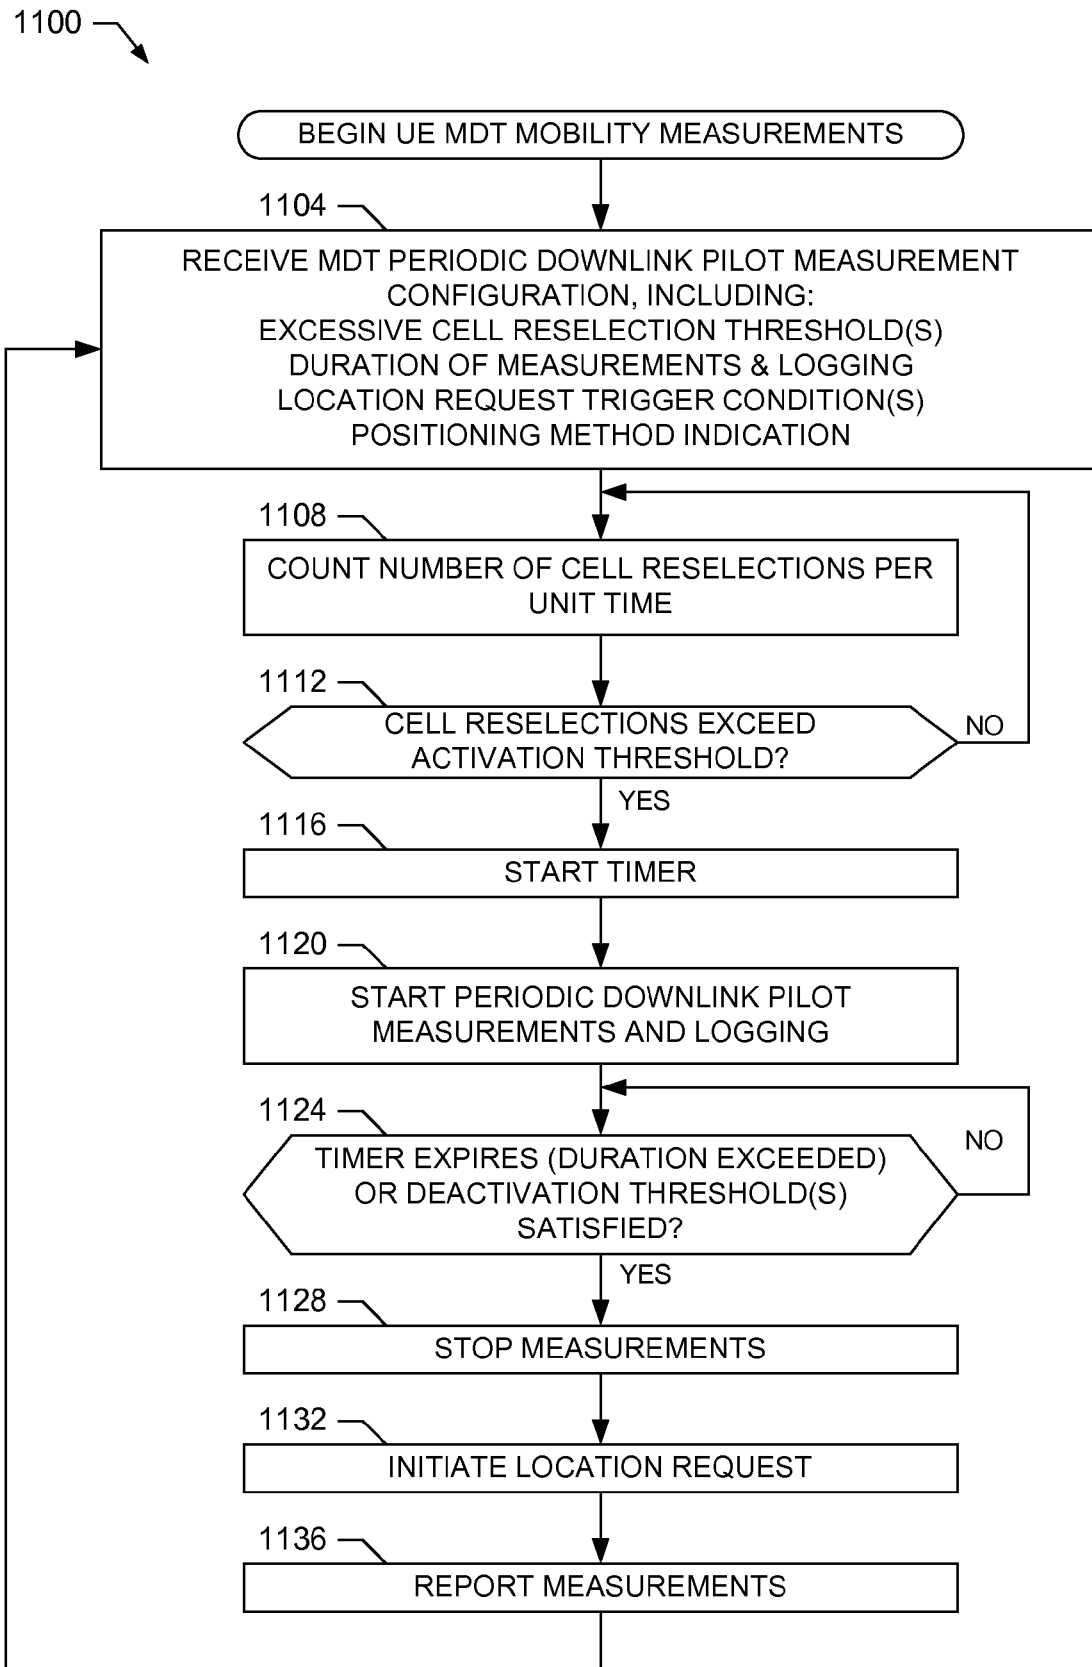 1100
BEGIN UE MDT MOBILITY MEASUREMENTS
1104
RECEIVE MDT PERIODIC DOWNLINK PILOT MEASUREMENT
CONFIGURATION, INCLUDING:
EXCESSIVE CELL RESELECTION THRESHOLD(S)
DURATION OF MEASUREMENTS & LOGGING
LOCATION REQUEST TRIGGER CONDITION(S)
POSITIONING METHOD INDICATION
1108
COUNT NUMBER OF CELL RESELECTIONS PER
UNIT TIME
1112
CELL RESELECTIONS EXCEED
ACTIVATION THRESHOLD?
NO
YES
1116
START TIMER
1120
START PERIODIC DOWNLINK PILOT
MEASUREMENTS AND LOGGING
1124
TIMER EXPIRES (DURATION EXCEEDED)
OR DEACTIVATION THRESHOLD(S)
SATISFIED?
NO
YES
1128
STOP MEASUREMENTS
1132
INITIATE LOCATION REQUEST
1136
REPORT MEASUREMENTS